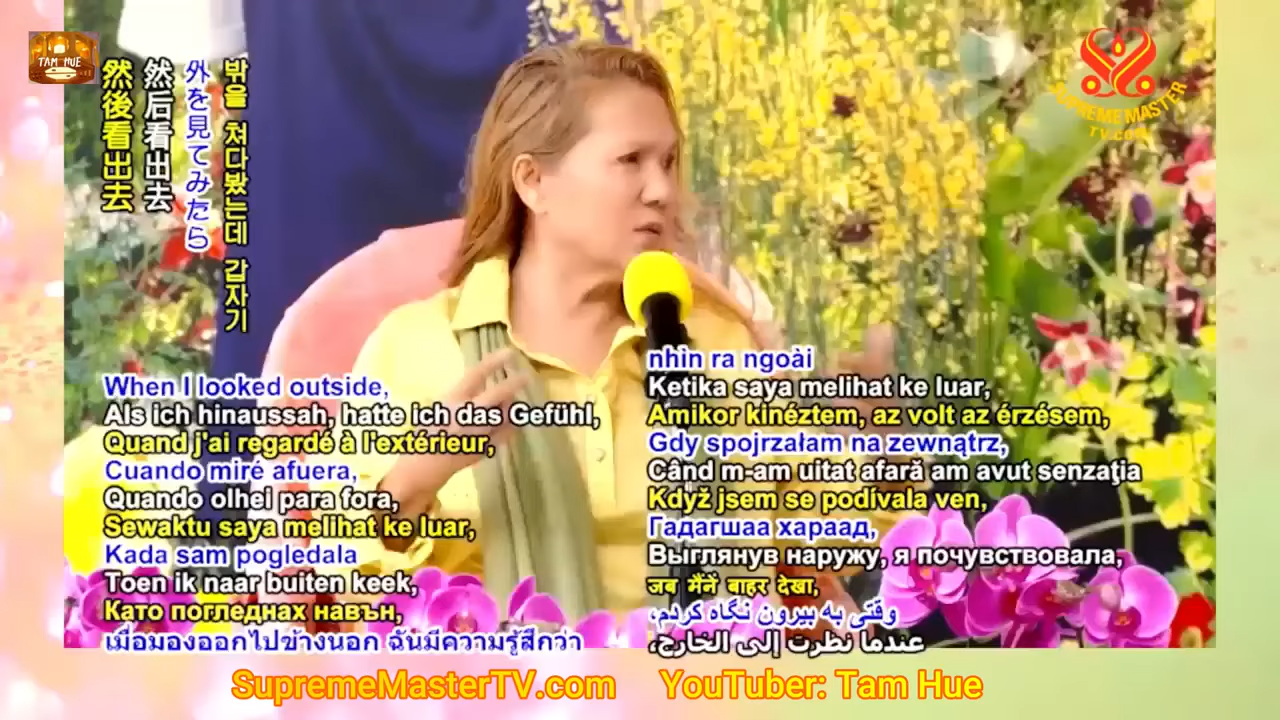 TAM HUE
SUPREME MASTER
TV.com
밖을 쳐다봤는데 갑자기
外を見てみたら
然后看出去
然後看出去
When I looked outside,
Als ich hinaussah, hatte ich das Gefühl,
Quand j'ai regardé à l'extérieur,
Cuando miré afuera,
Quando olhei para fora,
Sewaktu saya melihat ke luar,
Kada sam pogledala
Toen ik naar buiten keek,
Като погледнах навън,
เมื่อมองออกไปข้างนอก ฉันมีความรู้สึกว่า
nhìn ra ngoài
Ketika saya melihat ke luar,
Amikor kinéztem, az volt az érzésem,
Gdy spojrzałam na zewnątrz,
Când m-am uitat afară am avut senzaţia
Když jsem se podívala ven,
Гадагшаа хараад,
Выглянув наружу, я почувствовала,
जब मैंनें बाहर देखा,
وقتی به بیرون نگاه کردم،
عندما نظرت إلى الخارج،
SupremeMasterTV.com YouTuber: Tam Hue